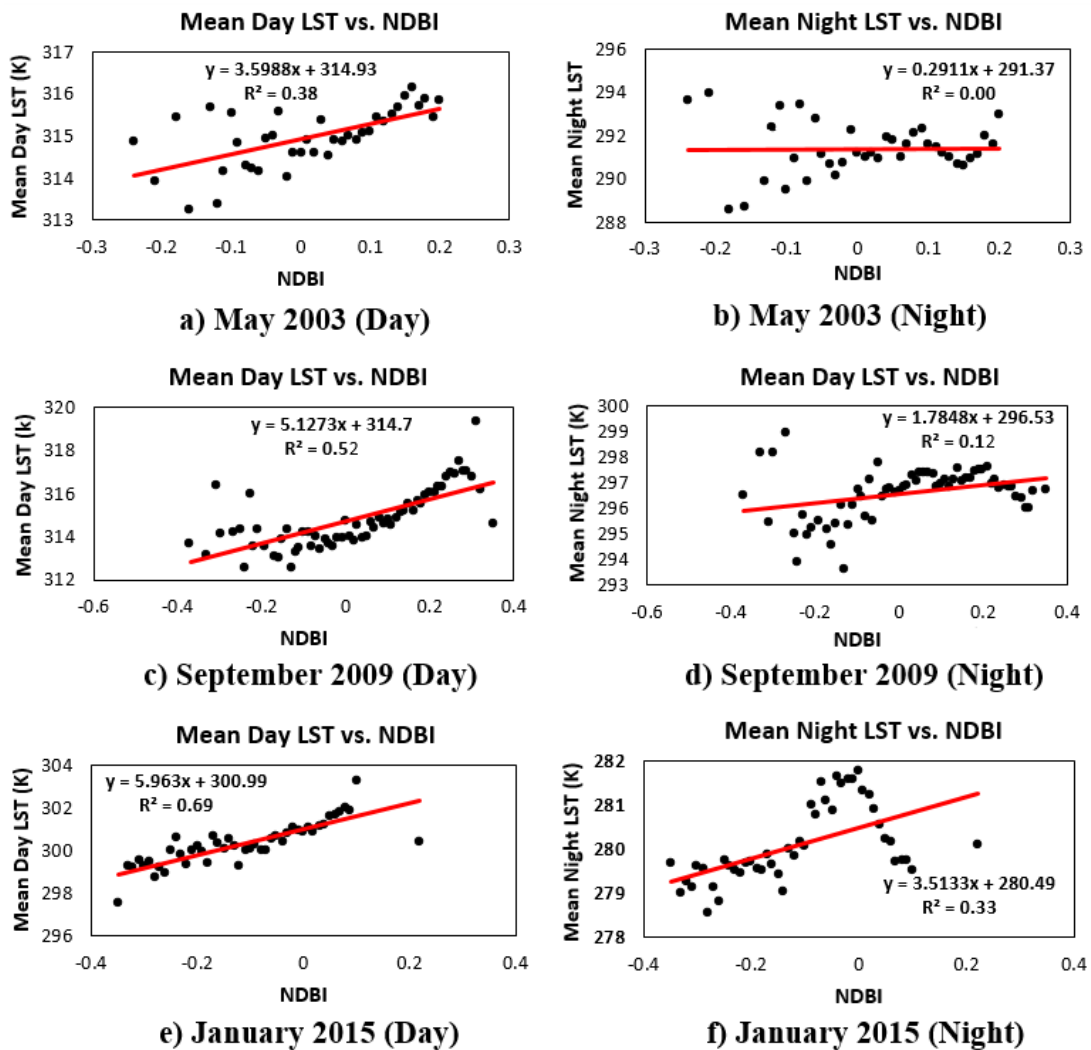 Mean Day LST vs. NDBI
Mean Day LST (K)
317
316
315
314
313
y = 3.5988x + 314.93
R² = 0.38
-0.3
-0.2
-0.1
0
0.1
0.2
0.3
NDBI
a) May 2003 (Day)
Mean Night LST vs. NDBI
Mean Night LST
296
294
292
290
288
y = 0.2911x + 291.37
R² = 0.00
-0.3
-0.2
-0.1
0
0.1
0.2
0.3
NDBI
b) May 2003 (Night)
Mean Day LST vs. NDBI
Mean Day LST (k)
320
318
316
314
312
y = 5.1273x + 314.7
R² = 0.52
-0.6
-0.4
-0.2
0
0.2
0.4
NDBI
c) September 2009 (Day)
Mean Day LST vs. NDBI
Mean Night LST (K)
300
299
298
297
296
295
294
293
y = 1.7848x + 296.53
R² = 0.12
-0.6
-0.4
-0.2
0
0.2
0.4
NDBI
d) September 2009 (Night)
Mean Day LST vs. NDBI
Mean Day LST (K)
304
302
300
298
296
y = 5.963x + 300.99
R² = 0.69
-0.4
-0.2
0
0.2
0.4
NDBI
e) January 2015 (Day)
Mean Night LST vs. NDBI
Mean Night LST (K)
282
281
280
279
278
y = 3.5133x + 280.49
R² = 0.33
-0.4
-0.2
0
0.2
0.4
NDBI
f) January 2015 (Night)